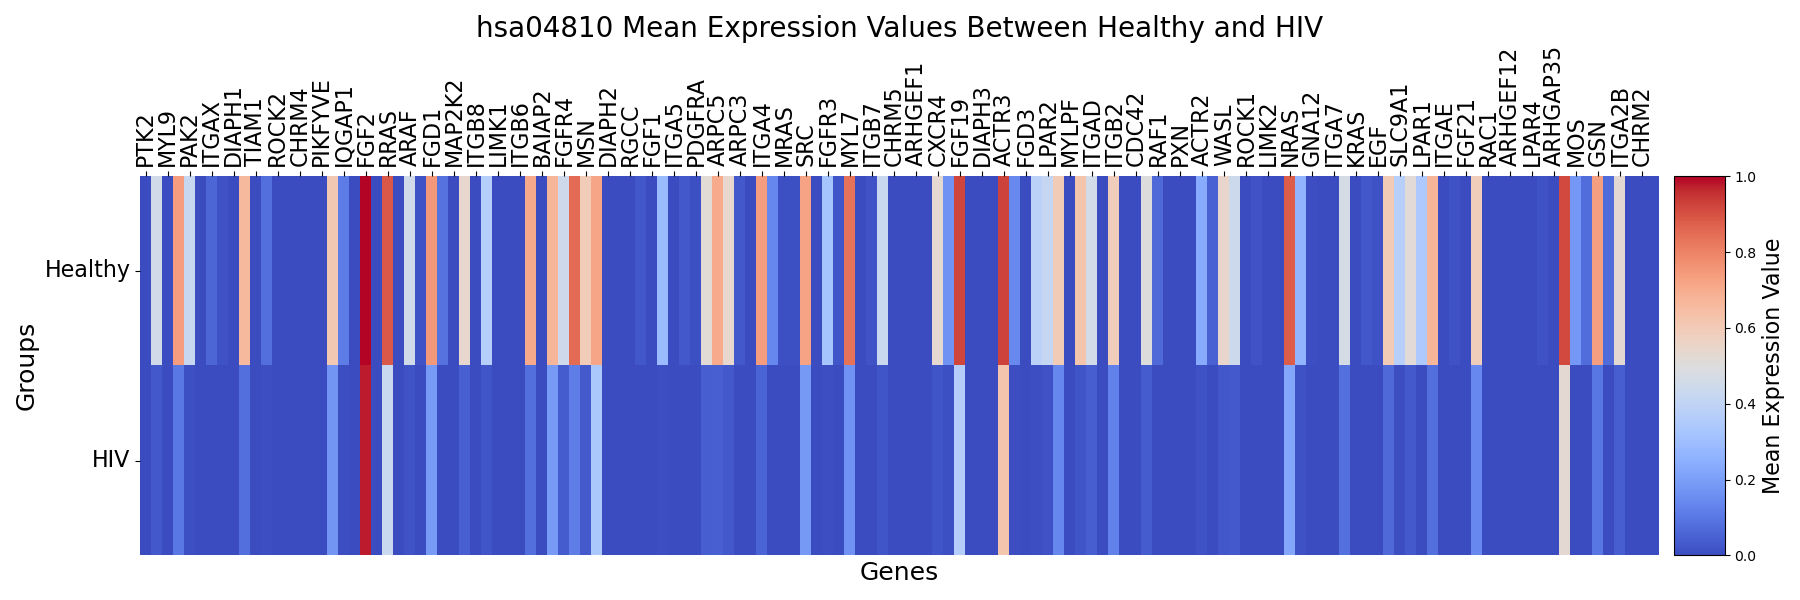 hsa04810 Mean Expression Values Between Healthy and HIV
PTK2
MYL9
PAK2
ITGAX
DIAPH1
TIAM1
ROCK2
CHRM4
PIKFYVE
IQGAP1
FGF2
RRAS
ARAF
FGD1
MAP2K2
ITGB8
LIMK1
ITGB6
BAIAP2
FGFR4
MSN
DIAPH2
RGCC
FGF1
ITGA5
PDGFRA
ARPC5
ARPC3
ITGA4
MRAS
SRC
FGFR3
MYL7
ITGB7
CHRM5
ARHGEF1
CXCR4
FGF19
DIAPH3
ACTR3
FGD3
LPAR2
MYLPF
ITGAD
ITGB2
CDC42
RAF1
PXN
ACTR2
WASL
ROCK1
LIMK2
NRAS
GNA12
ITGA7
KRAS
EGF
SLC9A1
LPAR1
ITGAE
FGF21
RAC1
ARHGEF12
LPAR4
ARHGAP35
MOS
GSN
ITGA2B
CHRM2
Groups
Healthy
HIV
Genes
1.0
0.8
0.6
0.4
0.2
0.0
Mean Expression Value